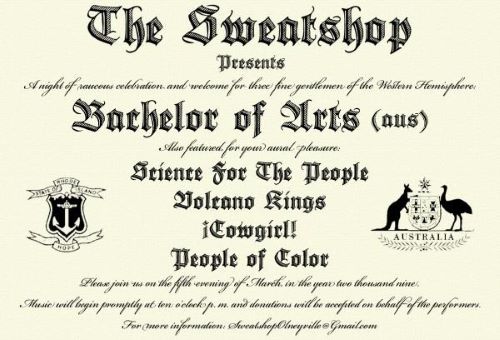 The Sweatshop
Presents
A night of raucous celebration and welcome for three fine gentlemen of the Western Hemisphere:
Bachelor of Arts (aus)
Also featured, for your aural pleasure:
Science For The People
Volcano Kings
¡Cowgirl!
People of Color
STATE OF RHODE ISLAND
HOPE
AUSTRALIA
Please join us on the fifth evening of March, in the year two thousand nine.
Music will begin promptly at ten o'clock p.m. and donations will be accepted on behalf of the performers.
For more information: SweatshopOlneyville@Gmail.com